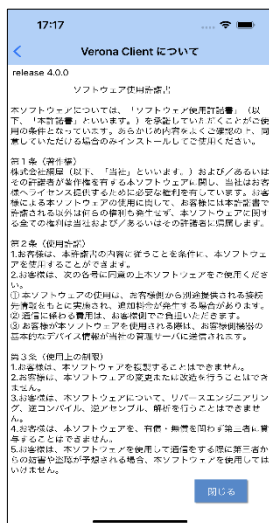 17:17
Verona Client について
release 4.0.0
ソフトウェア使用許諾書
本ソフトウェアについては、「ソフトウェア使用許諾書」（以
下、「本許諾書」といいます。）を承諾していただくことがご使
用の条件となっています。あらかじめ内容をよくご確認の上、同
意していただける場合のみインストールしてご使用ください。
第１条（著作権）
株式会社網屋（以下、「当社」といいます。）および／あるいは
その許諾者が著作権を有する本ソフトウェアに関し、当社はお客
様へライセンス提供するために必要な権利を有しています。お客
様による本ソフトウェアの使用に関して、お客様には本許諾書で
許諾される以外は何らの権利も発生せず、本ソフトウェアに関す
る全ての権利は当社および／あるいはその許諾者に帰属します。
第２条（使用許諾）
1.お客様は、本許諾書の内容に従うことを条件に、本ソフトウェ
アを使用することができます。
2.お客様は、次の各号に同意の上本ソフトウェアをご使用くださ
い。
① 本ソフトウェアの使用は、お客様側から別途提供される接続
先情報をもとに実施され、追加料金が発生する場合があります。
② 通信に係わる費用は、お客様側でご負担いただきます。
③ お客様が本ソフトウェアを使用される際は、お客様側機器の
基本的なデバイス情報が当社の管理サーバに送信されます。
第３条（使用上の制限）
1.お客様は、本ソフトウェアを複製することはできません。
2.お客様は、本ソフトウェアの変更または改造を行うことはでき
ません。
3.お客様は、本ソフトウェアについて、リバースエンジニアリン
グ、逆コンパイル、逆アセンブル、解析を行うことはできませ
ん。
4.お客様は、本ソフトウェアを、有償・無償を問わず第三者に貸
与することはできません。
5.お客様は、本ソフトウェアを使用して通信をする際に第三者か
らの妨害や盗聴が予想される場合、本ソフトウェアを使用しては
いけません。
閉じる